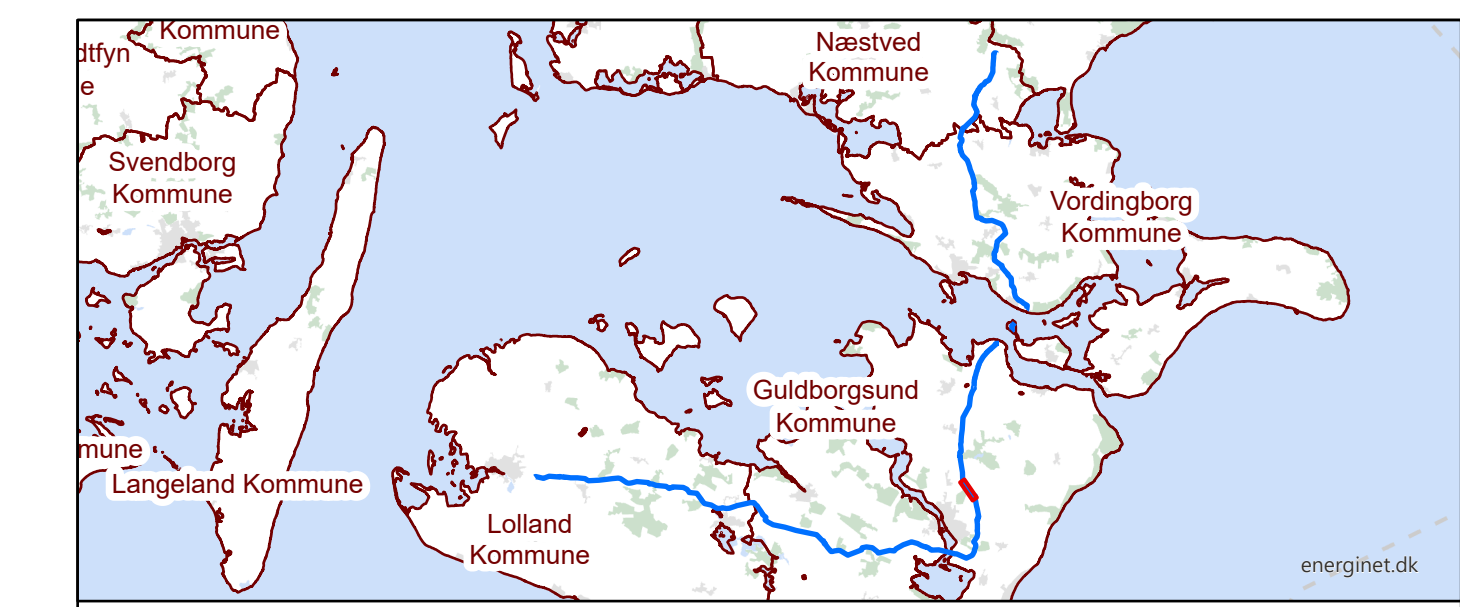 Kommune
dtfyn
e
Næstved
Kommune
Svendborg
Kommune
Vordingborg
Kommune
Guldborgsund
Kommune
mune
Langeland Kommune
Lolland
Kommune
energinet.dk